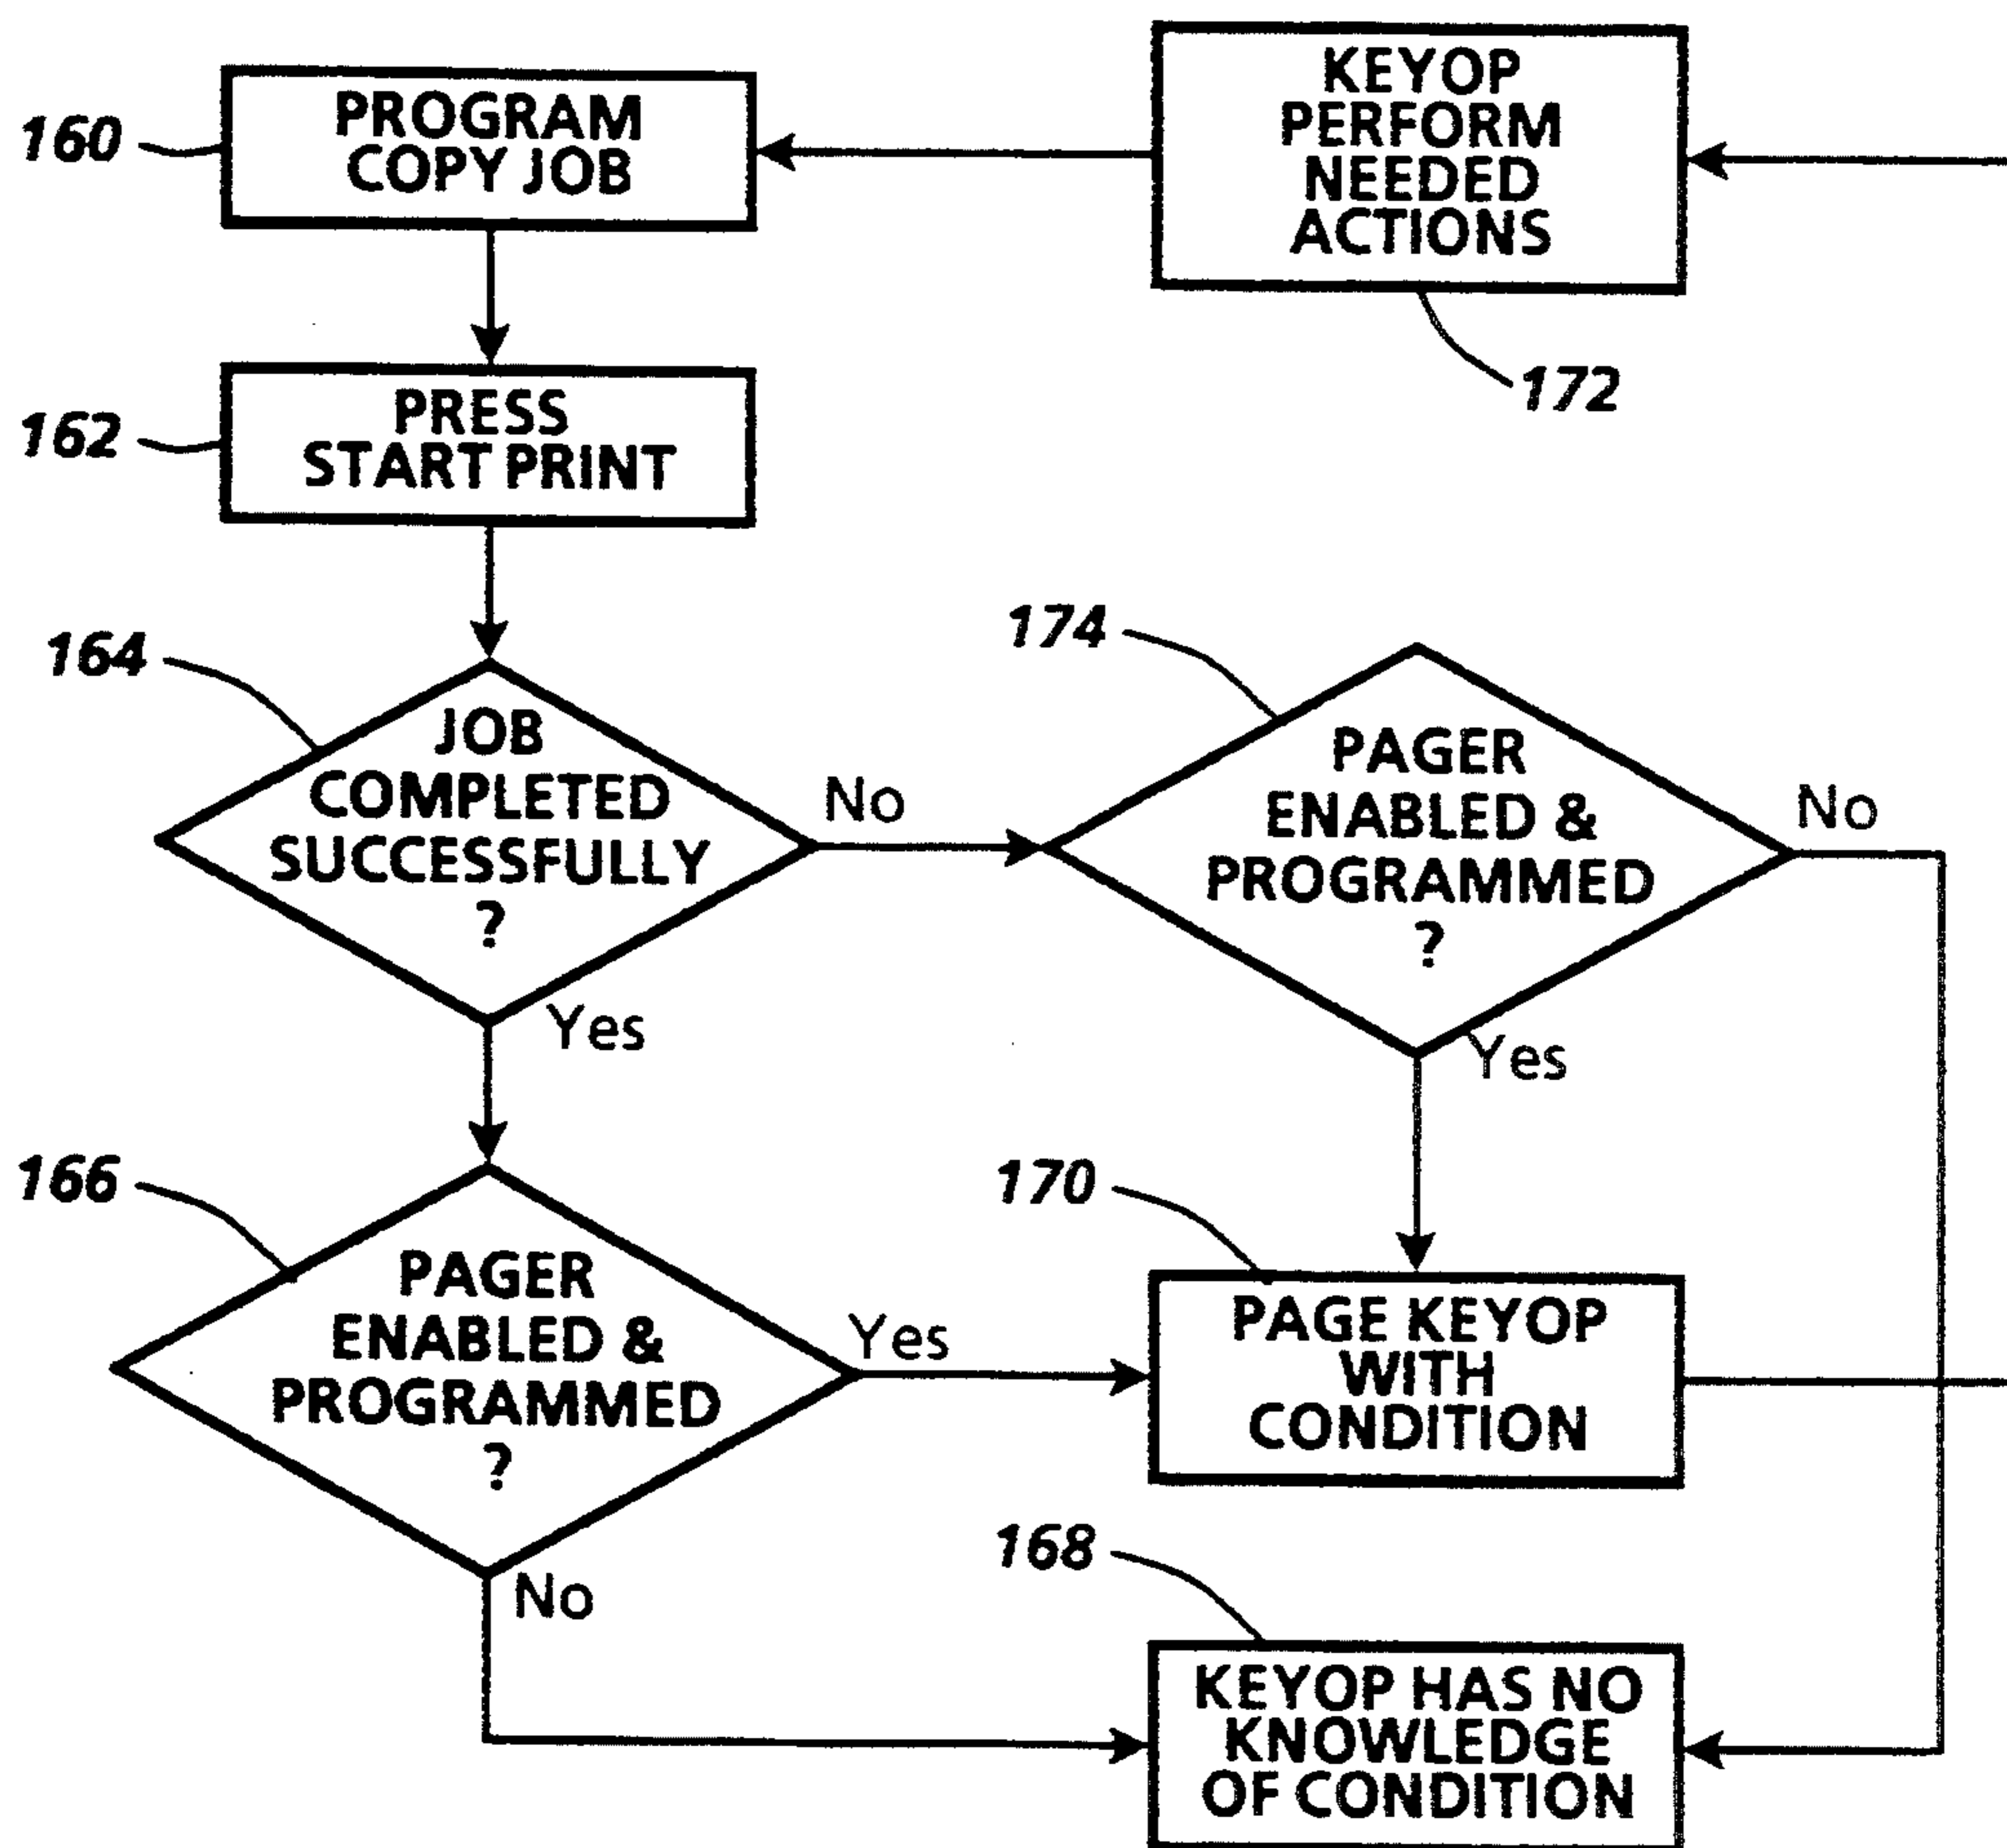 160
PROGRAM
COPY JOB
KEYOP
PERFORM
NEEDED
ACTIONS
172
162
PRESS
START PRINT
164
JOB
COMPLETED
SUCCESSFULLY
?
No
Yes
174
PAGER
ENABLED &
PROGRAMMED
?
No
Yes
166
PAGER
ENABLED &
PROGRAMMED
?
Yes
No
170
PAGE KEYOP
WITH
CONDITION
168
KEYOP HAS NO
KNOWLEDGE
OF CONDITION